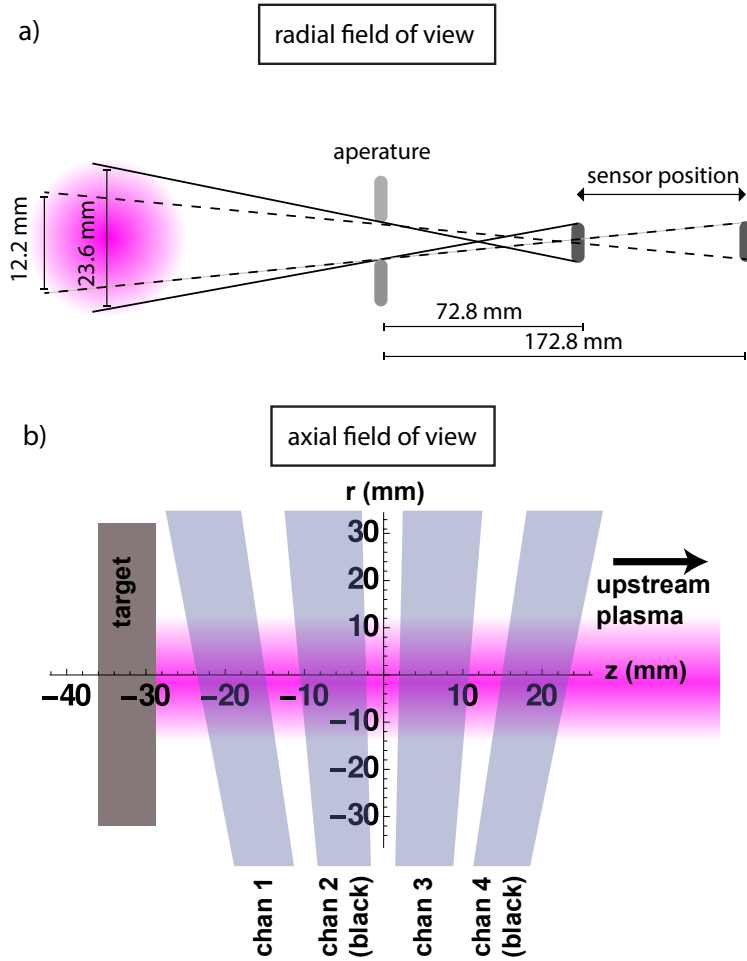 a)
radial field of view
aperature
sensor position
12.2 mm
23.6 mm
72.8 mm
172.8 mm
b)
axial field of view
r (mm)
30
20
10
−10
−20
−30
target
upstream
plasma
z (mm)
−40 −30 −20 −10 10 20
chan 1
chan 2
(black)
chan 3
chan 4
(black)